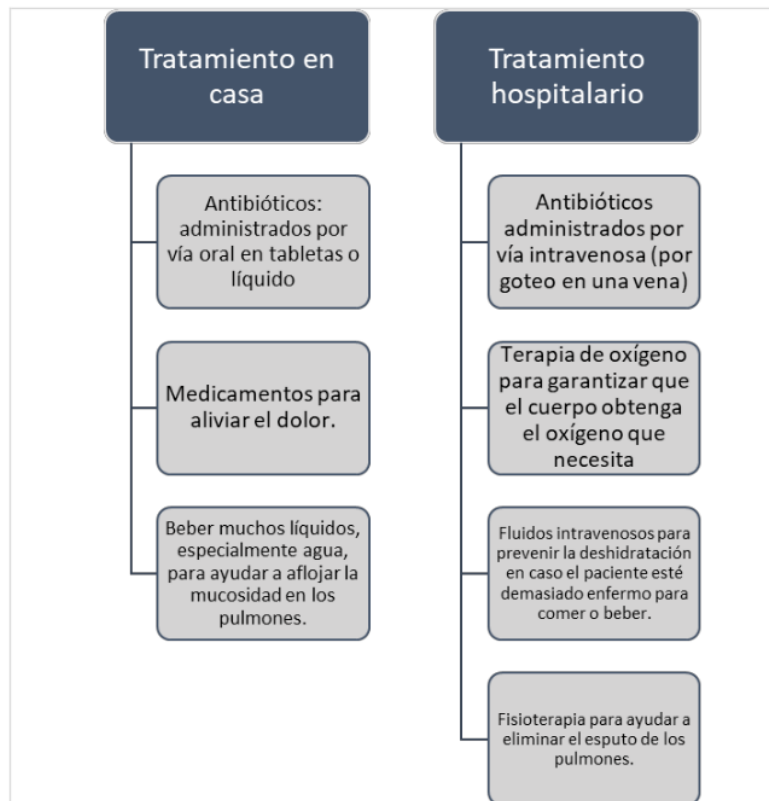 Tratamiento en
casa
Antibióticos:
administrados por
vía oral en tabletas o
líquido
Medicamentos para
aliviar el dolor.
Beber muchos líquidos,
especialmente agua,
para ayudar a aflojar la
mucosidad en los
pulmones.
Tratamiento
hospitalario
Antibióticos
administrados por
vía intravenosa (por
goteo en una vena)
Terapia de oxígeno
para garantizar que
el cuerpo obtenga
el oxígeno que
necesita
Fluidos intravenosos para
prevenir la deshidratación
en caso el paciente esté
demasiado enfermo para
comer o beber.
Fisioterapia para ayudar a
eliminar el esputo de los
pulmones.